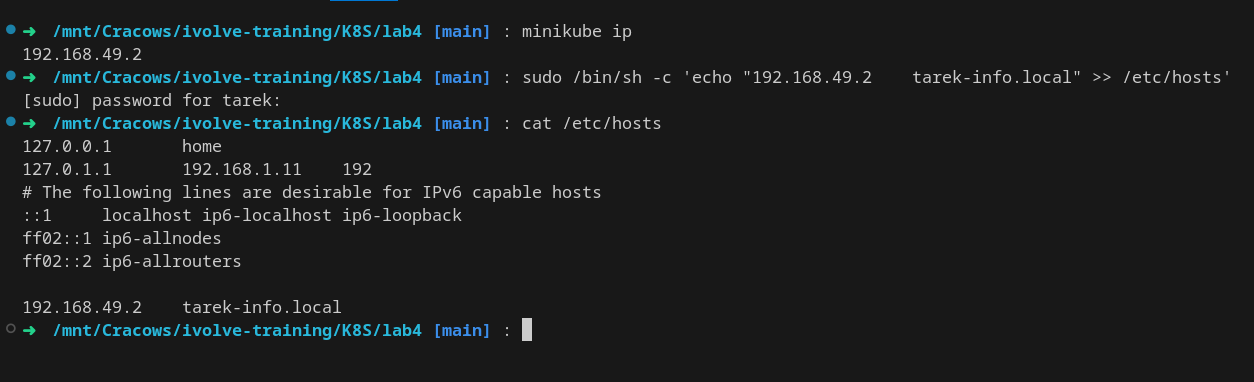 ➜ /mnt/Cracows/ivolve-training/K8S/lab4 [main] : minikube ip
192.168.49.2
➜ /mnt/Cracows/ivolve-training/K8S/lab4 [main] : sudo /bin/sh -c 'echo "192.168.49.2    tarek-info.local" >> /etc/hosts'
[sudo] password for tarek:
➜ /mnt/Cracows/ivolve-training/K8S/lab4 [main] : cat /etc/hosts
127.0.0.1       home
127.0.1.1       192.168.1.11    192
# The following lines are desirable for IPv6 capable hosts
::1     localhost ip6-localhost ip6-loopback
ff02::1 ip6-allnodes
ff02::2 ip6-allrouters
192.168.49.2    tarek-info.local
➜ /mnt/Cracows/ivolve-training/K8S/lab4 [main] :